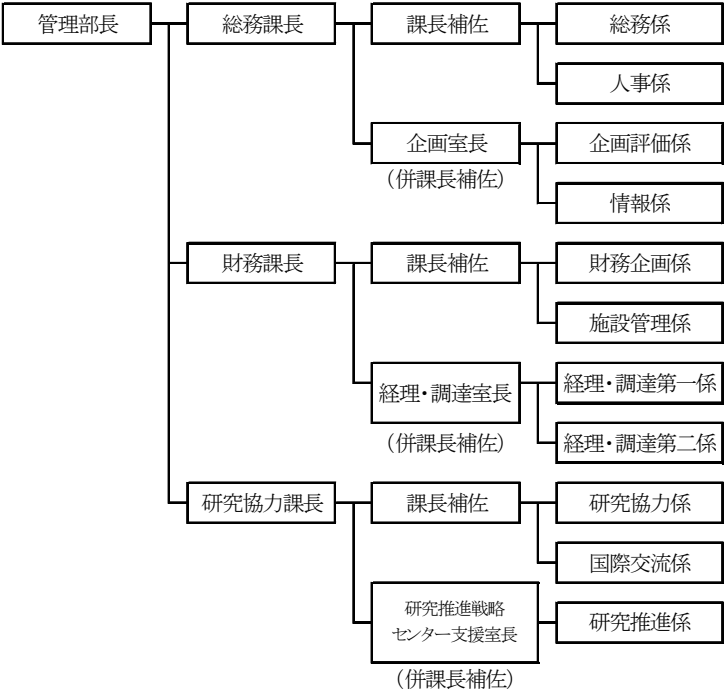 管理部長
総務課長
課長補佐
総務係
人事係
企画室長
(併課長補佐)
企画評価係
情報係
財務課長
課長補佐
財務企画係
施設管理係
経理・調達室長
(併課長補佐)
経理・調達第一係
経理・調達第二係
研究協力課長
課長補佐
研究協力係
国際交流係
研究推進戦略
センター支援室長
(併課長補佐)
研究推進係